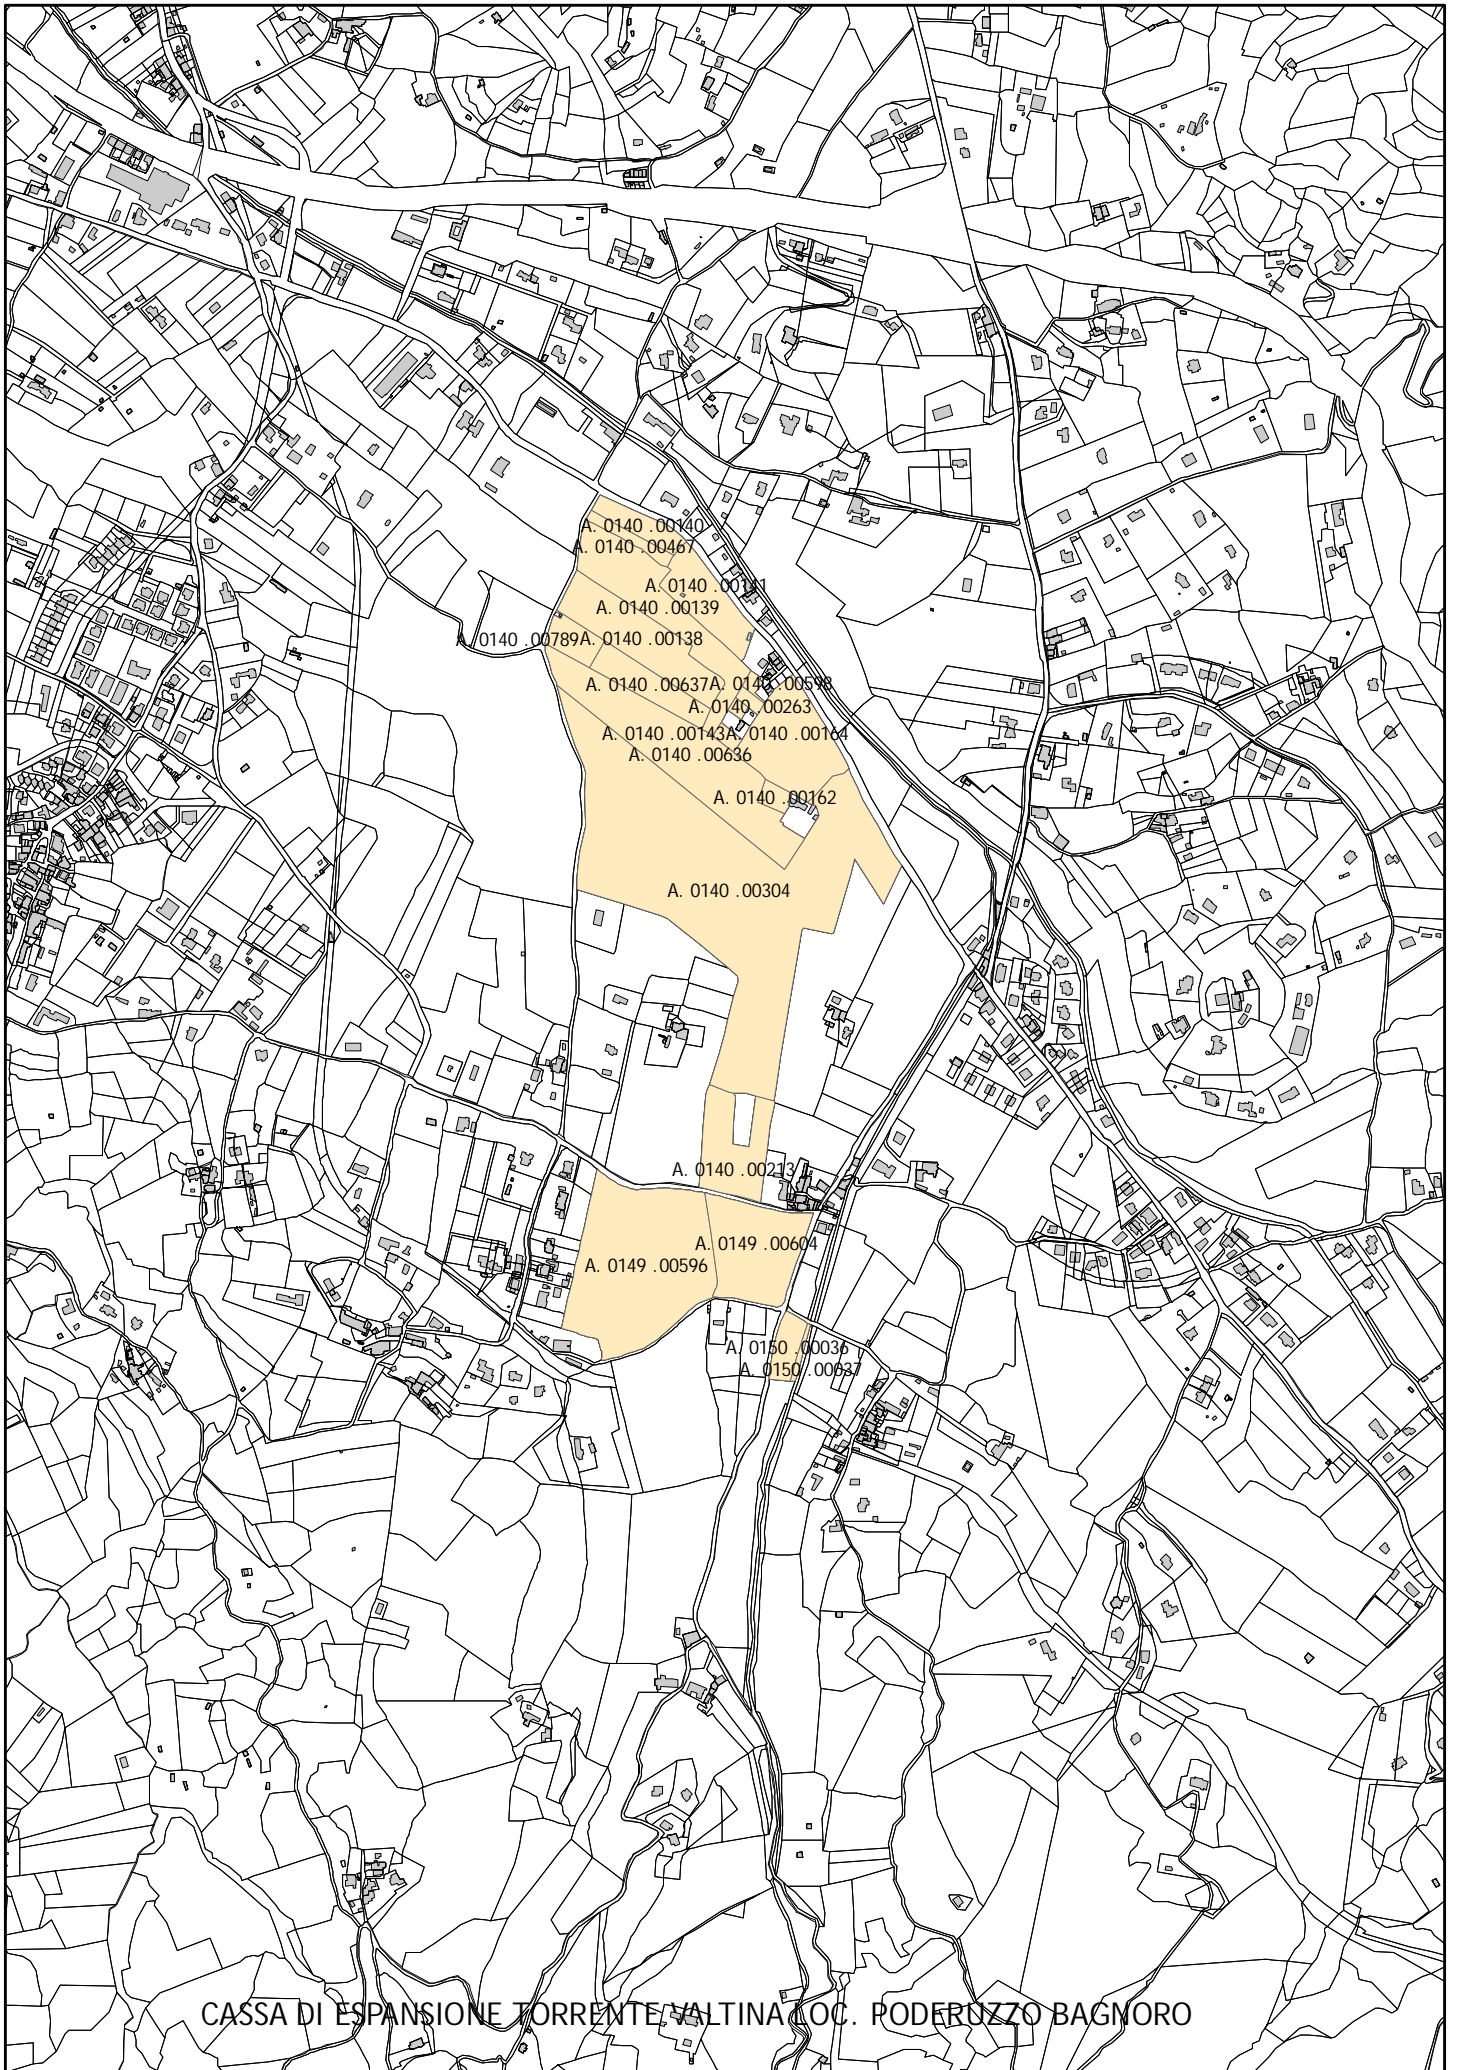 A. 0140 .00140
A. 0140 .00467
A. 0140 .00141
A. 0140 .00139
A. 0140 .00789 A. 0140 .00138
A. 0140 .00637 A. 0140 .00598
A. 0140 .00263
A. 0140 .00143 A. 0140 .00164
A. 0140 .00636
A. 0140 .00162
A. 0140 .00304
A. 0140 .00213
A. 0149 .00604
A. 0149 .00596
A. 0150 .00036
A. 0150 .00037
CASSA DI ESPANSIONE TORRENTE VALTINA LOC. PODERUZZO BAGNORO